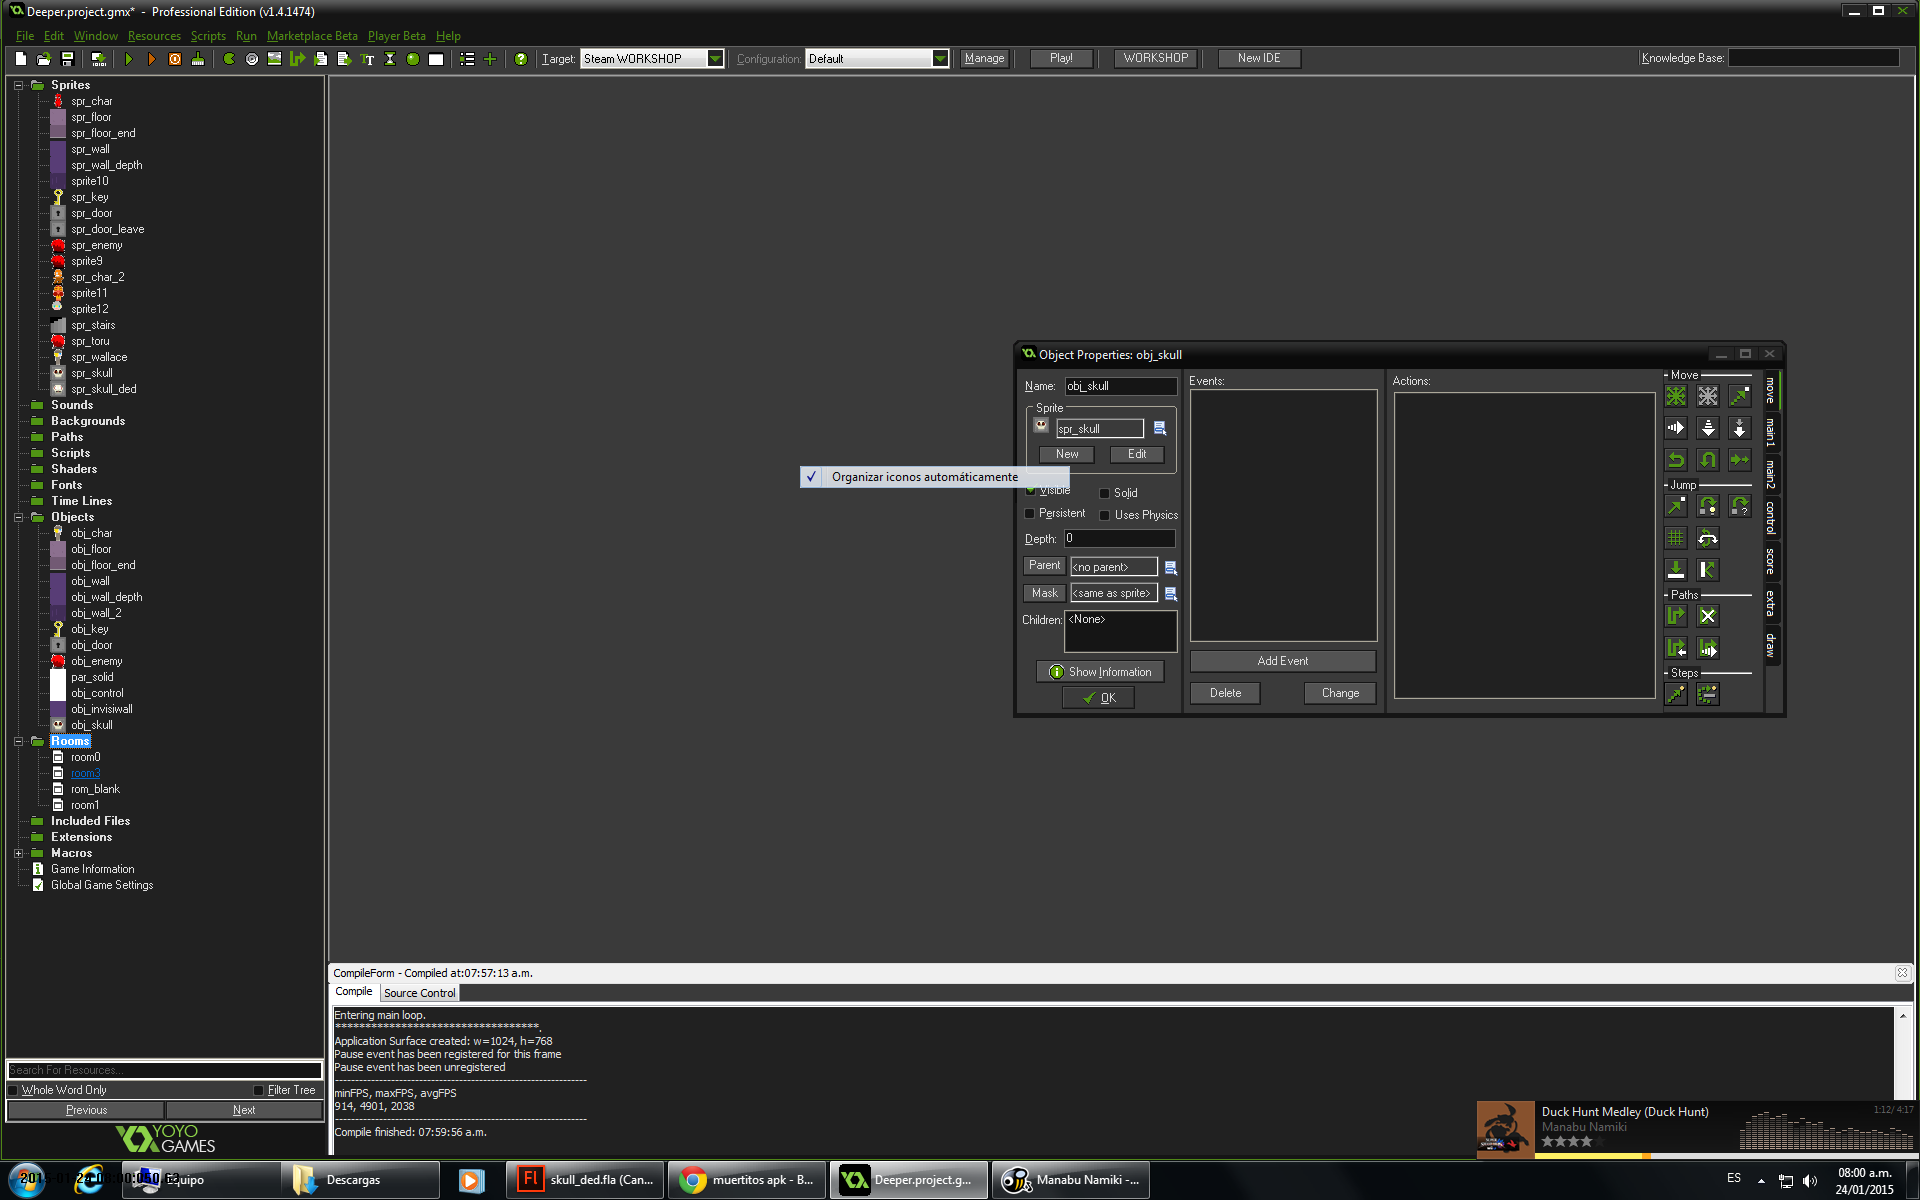 Deeper.project.gmx* - Professional Edition (v1.4.1474)
File Edit Window Resources Scripts Run Marketplace Beta Player Beta Help
Target: Steam WORKSHOP Configuration: Default Manage Play! WORKSHOP New IDE Knowledge Base:
Sprites
spr_char
spr_floor
spr_floor_end
spr_wall
spr_wall_depth
sprite10
spr_key
spr_door
spr_door_leave
spr_enemy
sprite9
spr_char_2
sprite11
sprite12
spr_stairs
spr_toru
spr_wallace
spr_skull
spr_skull_ded
Sounds
Backgrounds
Paths
Scripts
Shaders
Fonts
Time Lines
Objects
obj_char
obj_floor
obj_floor_end
obj_wall
obj_wall_depth
obj_wall_2
obj_key
obj_door
obj_enemy
par_solid
obj_control
obj_invisiwall
obj_skull
Rooms
room0
room3
rom_blank
room1
Included Files
Extensions
Macros
Game Information
Global Game Settings
Search For Resources...
Whole Word Only Filter Tree
Previous Next
YOYO GAMES
Object Properties: obj_skull
Name: obj_skull
Sprite
spr_skull
New Edit
Organizar iconos automáticamente
Visible Solid
Persistent Uses Physics
Depth: 0
Parent <no parent>
Mask <same as sprite>
Children: <None>
Show Information
OK
Events:
Add Event
Delete Change
Actions:
Move
Jump
Paths
Steps
move
main1
main2
control
score
extra
draw
CompileForm - Compiled at:07:57:13 a.m.
Compile Source Control
Entering main loop.
**********************************.
Application Surface created: w=1024, h=768
Pause event has been registered for this frame
Pause event has been unregistered
minFPS, maxFPS, avgFPS
914, 4901, 2038
Compile finished: 07:59:56 a.m.
Duck Hunt Medley (Duck Hunt) 1:12/ 4:17
Manabu Namiki
Equipo
Descargas
Fl skull_ded.fla (Can...
muertitos apk - B...
Deeper.project.g...
Manabu Namiki -...
ES
08:00 a.m.
24/01/2015